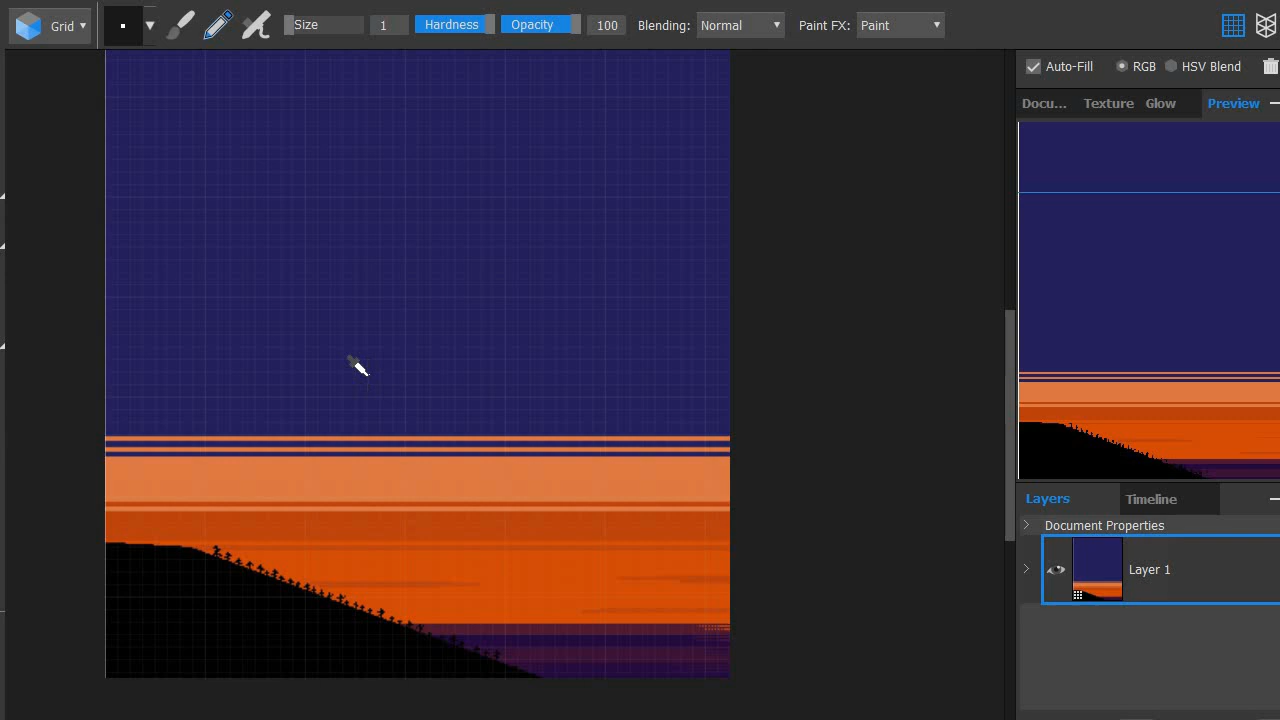 Grid Size 1 Hardness Opacity 100 Blending: Normal Paint FX: Paint
Auto-Fill RGB HSV Blend
Docu... Texture Glow Preview
Layers Timeline
Document Properties
Layer 1